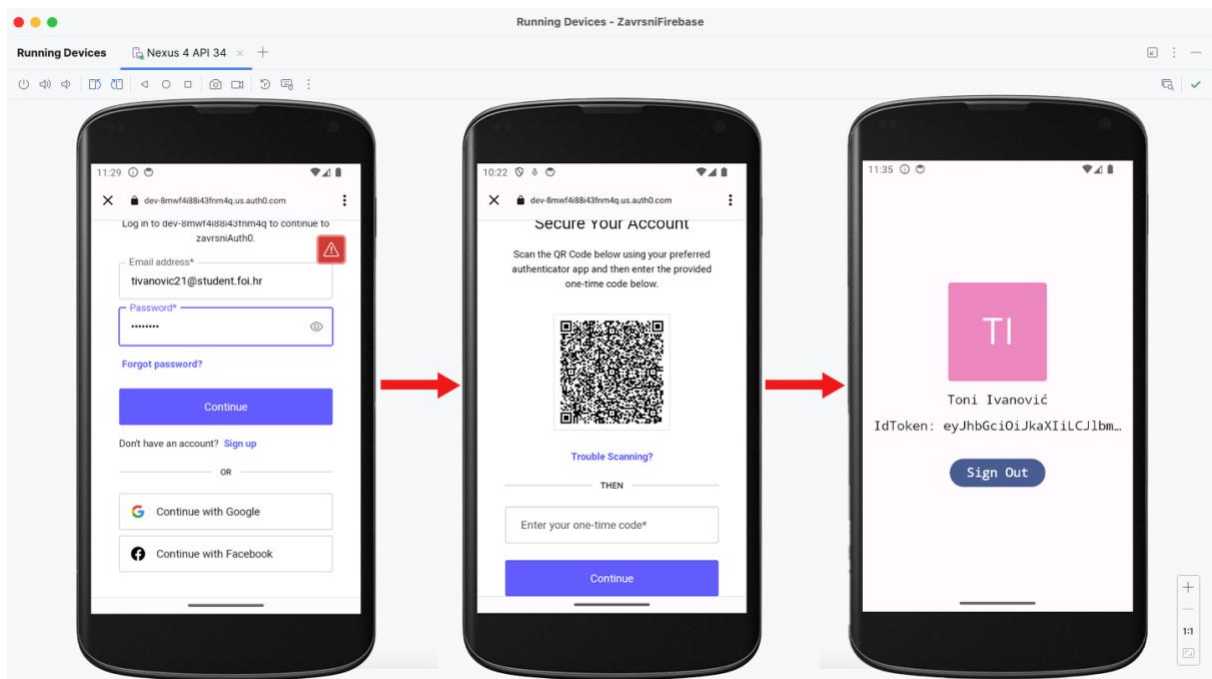 Running Devices - ZavrsniFirebase
Running Devices
Nexus 4 API 34
11:29
dev-8mwf4i88i43fnm4q.us.auth0.com
Log in to dev-8mwf4i88i43fnm4q to continue to
zavrsniAuth0.
Email address*
tivanovic21@student.foi.hr
Password*
Forgot password?
Continue
Don't have an account? Sign up
OR
Continue with Google
Continue with Facebook
10:22
dev-8mwf4i88i43fnm4q.us.auth0.com
Secure Your Account
Scan the QR Code below using your preferred
authenticator app and then enter the provided
one-time code below.
Trouble Scanning?
THEN
Enter your one-time code*
Continue
11:35
TI
Toni Ivanović
IdToken: eyJhbGciOiJkaXIiLCJlbm…
Sign Out
1:1